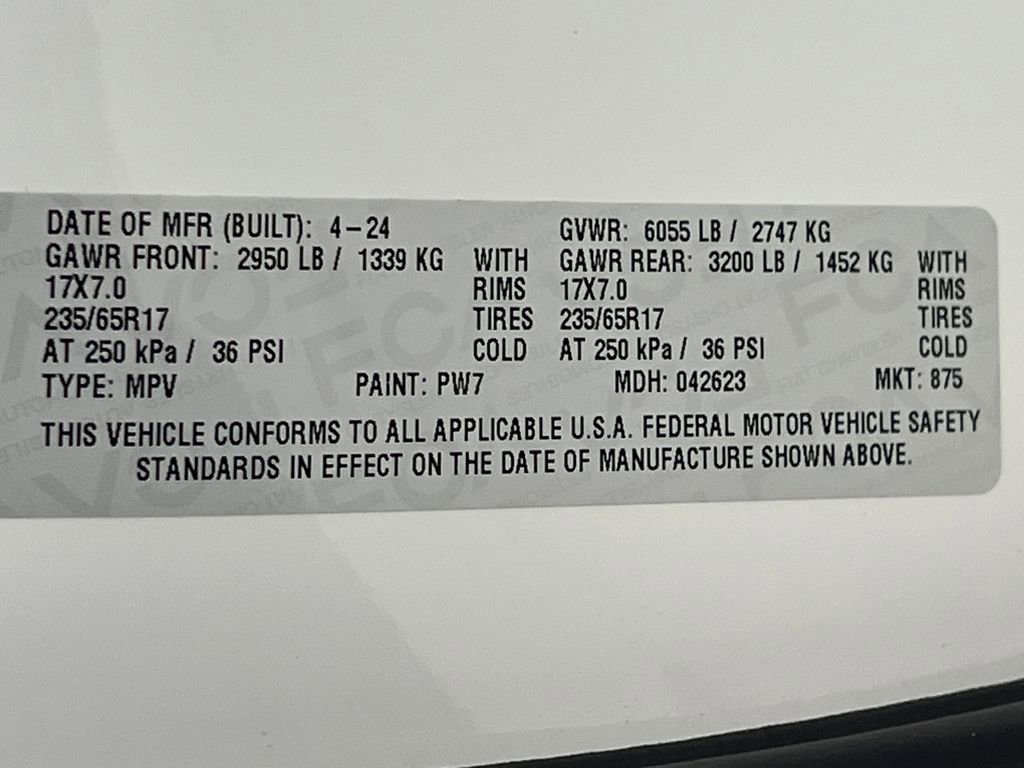 DATE OF MFR (BUILT): 4-24 GVWR: 6055 LB / 2747 KG
GAWR FRONT: 2950 LB / 1339 KG WITH GAWR REAR: 3200 LB / 1452 KG WITH
17X7.0 RIMS 17X7.0 RIMS
235/65R17 TIRES 235/65R17 TIRES
AT 250 kPa / 36 PSI COLD AT 250 kPa / 36 PSI COLD
TYPE: MPV PAINT: PW7 MDH: 042623 MKT: 875
THIS VEHICLE CONFORMS TO ALL APPLICABLE U.S.A. FEDERAL MOTOR VEHICLE SAFETY
STANDARDS IN EFFECT ON THE DATE OF MANUFACTURE SHOWN ABOVE.